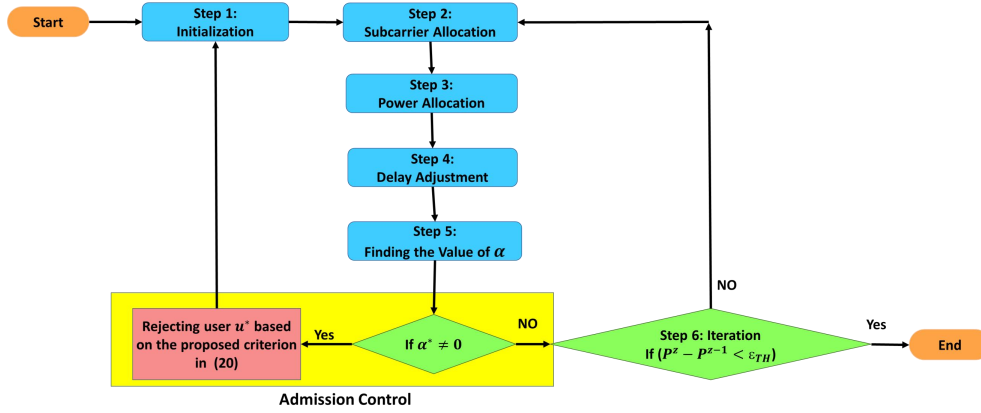 Start
Step 1:
Initialization
Step 2:
Subcarrier Allocation
Step 3:
Power Allocation
Step 4:
Delay Adjustment
Step 5:
Finding the Value of α
If α* ≠ 0
Yes
NO
Rejecting user u* based
on the proposed criterion
in (20)
Admission Control
Step 6: Iteration
If (P^z − P^{z−1} < ε_{TH})
NO
Yes
End